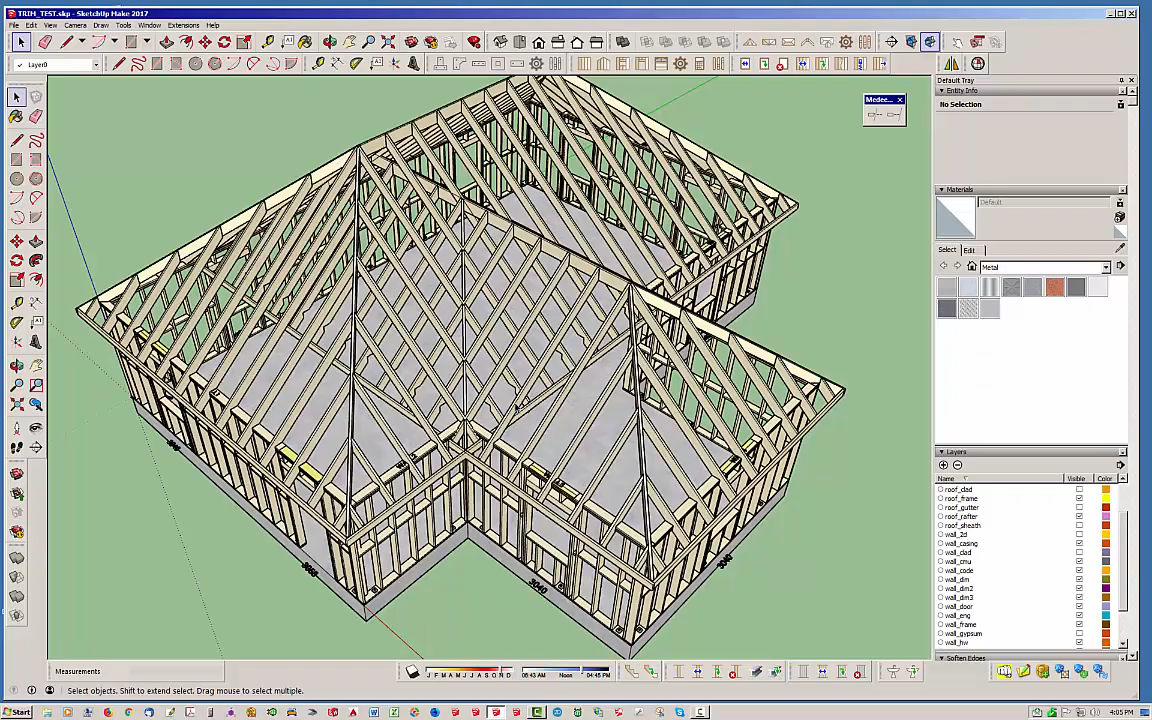 TRIM_TEST.skp - SketchUp Make 2017
File Edit View Camera Draw Tools Window Extensions Help
Layer0
Default Tray
Entity Info
No Selection
Medee...
Materials
Default
Select Edit
Metal
Layers
Name Visible Color
roof_clad
roof_frame
roof_gutter
roof_rafter
roof_sheath
wall_2d
wall_casing
wall_clad
wall_cmu
wall_code
wall_dim
wall_dim2
wall_dim3
wall_door
wall_eng
wall_frame
wall_gypsum
wall_hw
3040
3040
Soften Edges
Measurements
J F M A M J J A S O N D
06:43 AM Noon 04:45 PM
Select objects. Shift to extend select. Drag mouse to select multiple.
Start
4:05 PM